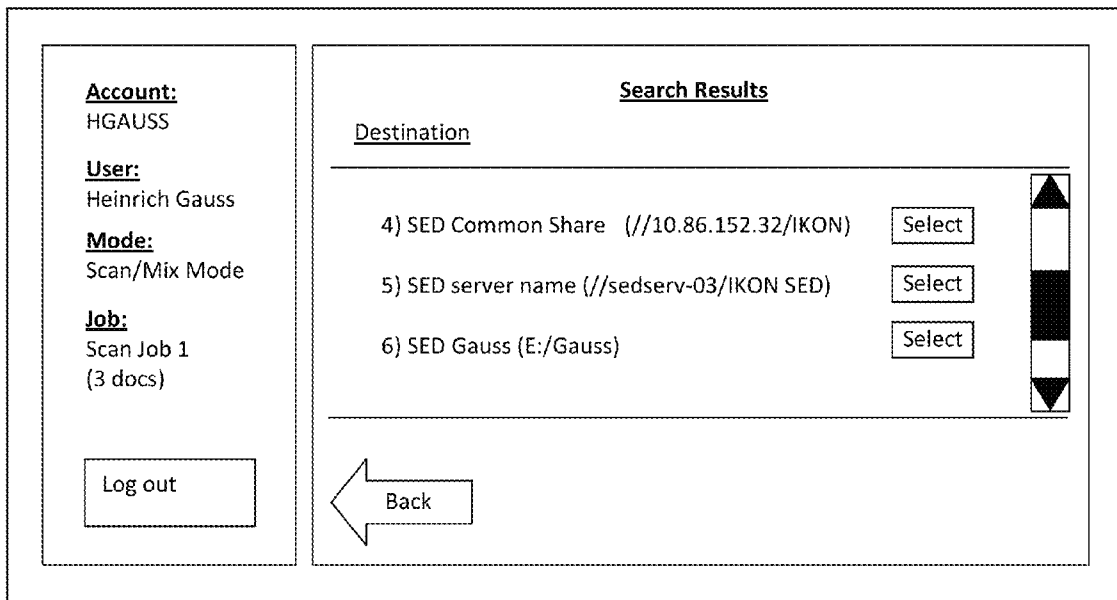 Account:
HGAUSS
User:
Heinrich Gauss
Mode:
Scan/Mix Mode
Job:
Scan Job 1
(3 docs)
Log out
Search Results
Destination
4) SED Common Share (//10.86.152.32/IKON) Select
5) SED server name (//sedserv-03/IKON SED) Select
6) SED Gauss (E:/Gauss) Select
Back